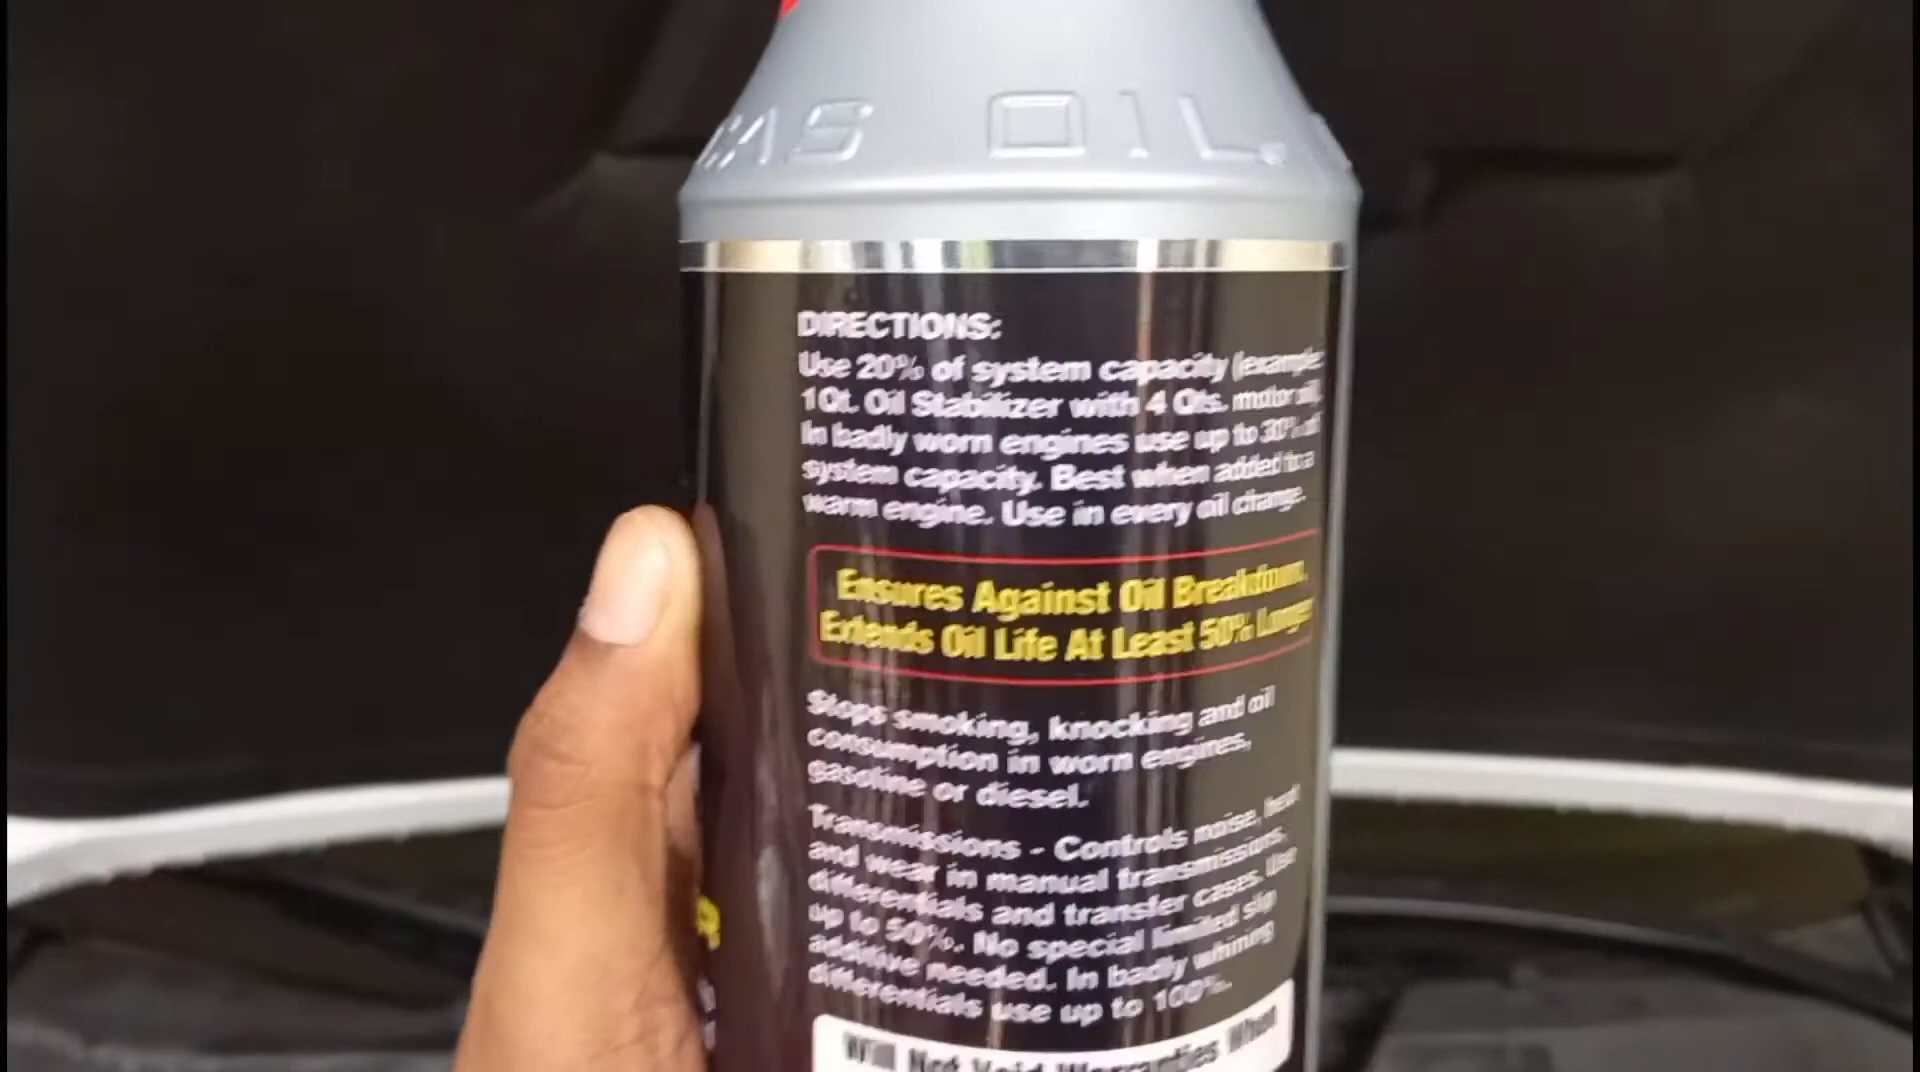 CAS OIL
DIRECTIONS:
Use 20% of system capacity (example:
1Qt. Oil Stabilizer with 4 Qts. motor oil).
In badly worn engines use up to 30% of
system capacity. Best when added to a
warm engine. Use in every oil change.
Ensures Against Oil Breakdown.
Extends Oil Life At Least 50% Longer
Stops smoking, knocking and oil
consumption in worn engines,
gasoline or diesel.
Transmissions - Controls noise, heat
and wear in manual transmissions,
differentials and transfer cases. Use
up to 50%. No special limited slip
additive needed. In badly whining
differentials use up to 100%.
Will Not Void Warranties When